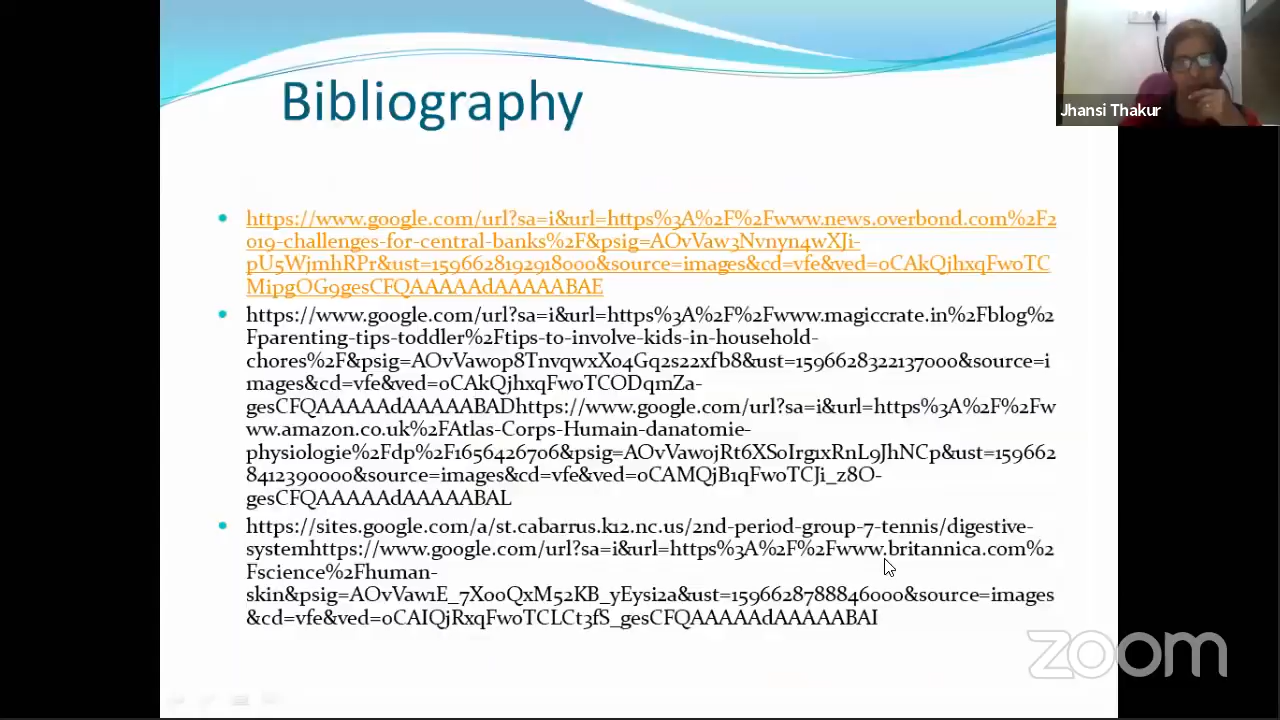 Bibliography
Jhansi Thakur
https://www.google.com/url?sa=i&url=https%3A%2F%2Fwww.news.overbond.com%2F2
019-challenges-for-central-banks%2F&psig=AOvVaw3Nvnyn4wXJi-
pU5WjmhRPr&ust=1596628192918000&source=images&cd=vfe&ved=0CAkQjhxqFwoTC
MipgOG9gesCFQAAAAAdAAAAABAE
https://www.google.com/url?sa=i&url=https%3A%2F%2Fwww.magiccrate.in%2Fblog%2
Fparenting-tips-toddler%2Ftips-to-involve-kids-in-household-
chores%2F&psig=AOvVaw0p8TnvqwxX04Gq2s22xfb8&ust=1596628322137000&source=i
mages&cd=vfe&ved=0CAkQjhxqFwoTCODqmZa-
gesCFQAAAAAdAAAAABADhttps://www.google.com/url?sa=i&url=https%3A%2F%2Fw
ww.amazon.co.uk%2FAtlas-Corps-Humain-danatomie-
physiologie%2Fdp%2F1656426706&psig=AOvVaw0jRt6XSoIrg1xRnL9JhNCp&ust=159662
8412390000&source=images&cd=vfe&ved=0CAMQjB1qFwoTCJi_z8O-
gesCFQAAAAAdAAAAABAL
https://sites.google.com/a/st.cabarrus.k12.nc.us/2nd-period-group-7-tennis/digestive-
systemhttps://www.google.com/url?sa=i&url=https%3A%2F%2Fwww.britannica.com%2
Fscience%2Fhuman-
skin&psig=AOvVaw1E_7X0oQxM52KB_yEysi2a&ust=1596628788846000&source=images
&cd=vfe&ved=0CAIQjRxqFwoTCLCt3fS_gesCFQAAAAAdAAAAABAI
zoom